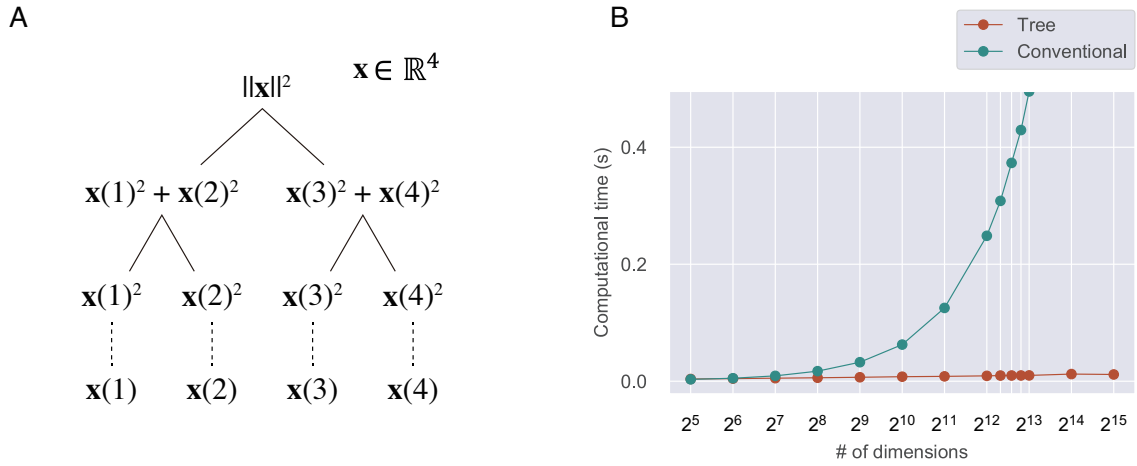 A
||x||² x ∈ ℝ⁴
x(1)² + x(2)² x(3)² + x(4)²
x(1)² x(2)² x(3)² x(4)²
x(1) x(2) x(3) x(4)
B
Tree
Conventional
Computational time (s)
0.4
0.2
0.0
2⁵ 2⁶ 2⁷ 2⁸ 2⁹ 2¹⁰ 2¹¹ 2¹² 2¹³ 2¹⁴ 2¹⁵
# of dimensions